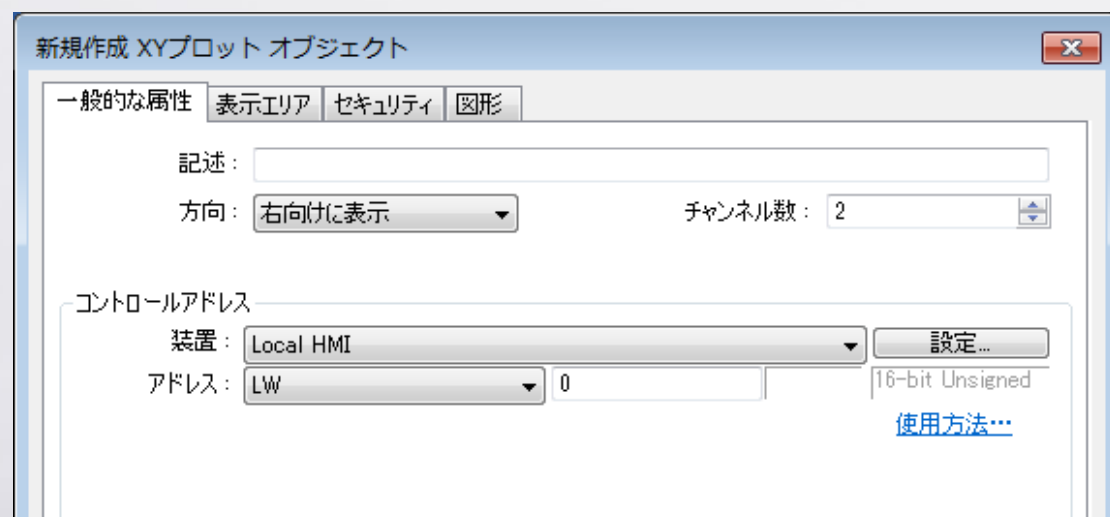 新規作成 XYプロット オブジェクト
一般的な属性 表示エリア セキュリティ 図形
記述:
方向: 右向けに表示 チャンネル数: 2
コントロールアドレス
装置: Local HMI 設定...
アドレス: LW 0 16-bit Unsigned
使用方法…